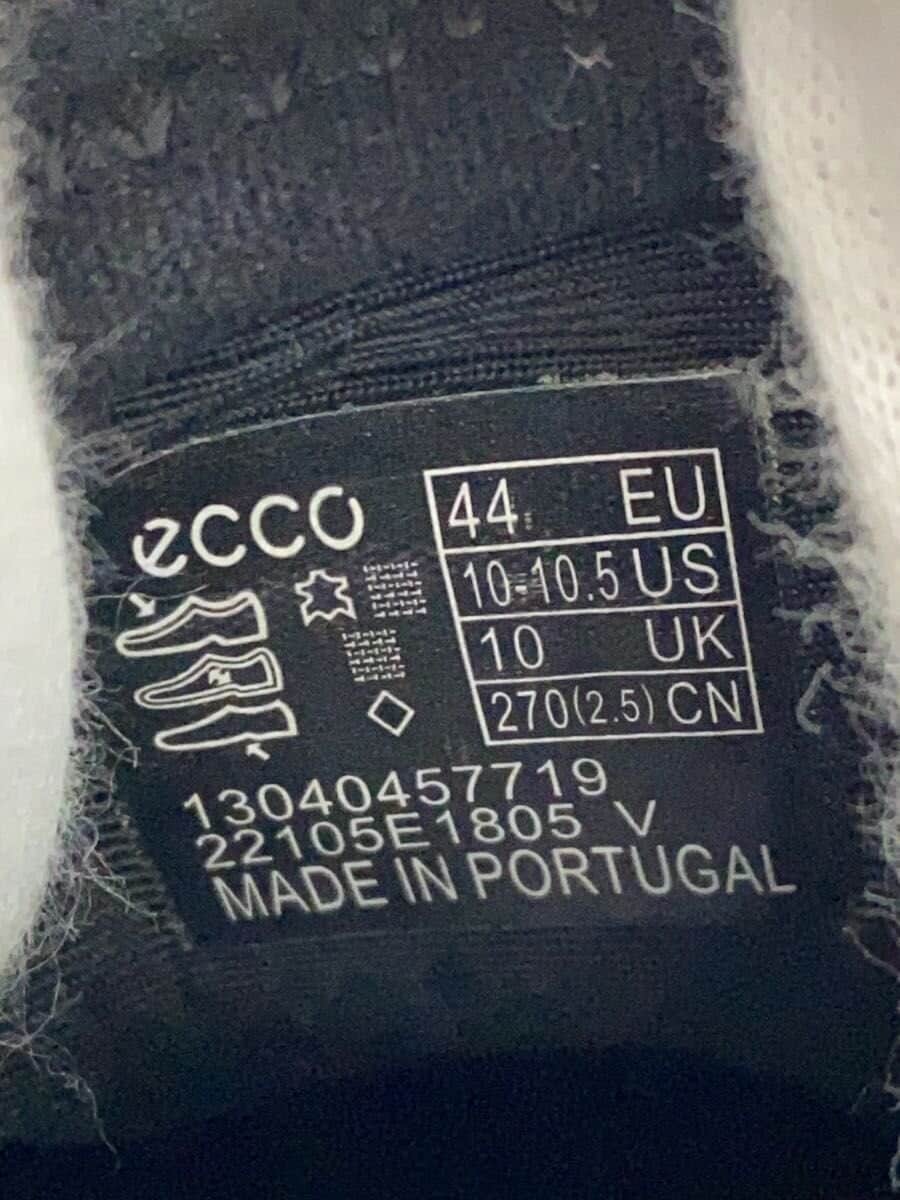 ecco
44 EU
10-10.5 US
10 UK
270(2.5) CN
13040457719
22105E1805 V
MADE IN PORTUGAL